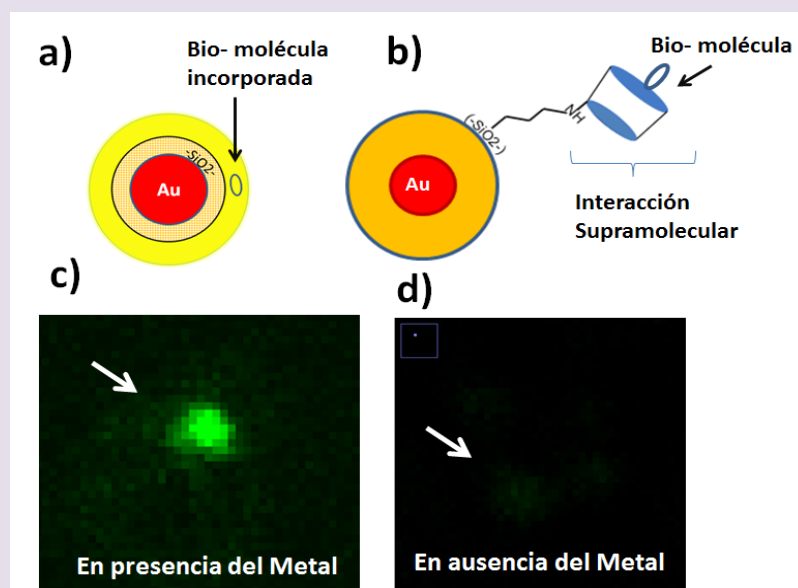 a)
Bio- molécula
incorporada
-SiO2-
Au
b)
Bio- molécula
(-SiO2-)
NH
Au
Interacción
Supramolecular
c)
En presencia del Metal
d)
En ausencia del Metal